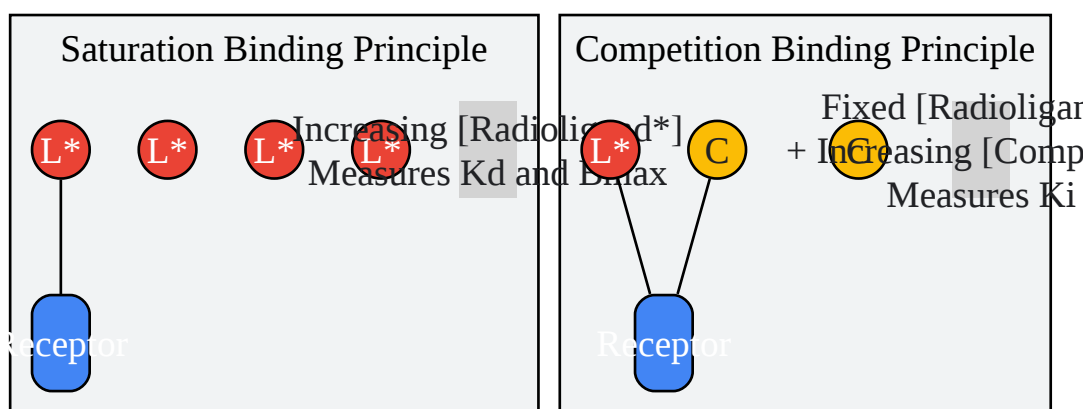 Saturation Binding Principle
L* L* L* L*
Increasing [Radioligand*]
Measures Kd and Bmax
Receptor
Competition Binding Principle
L* C + C
Fixed [Radioligan
Increasing [Comp
Measures Ki
Receptor